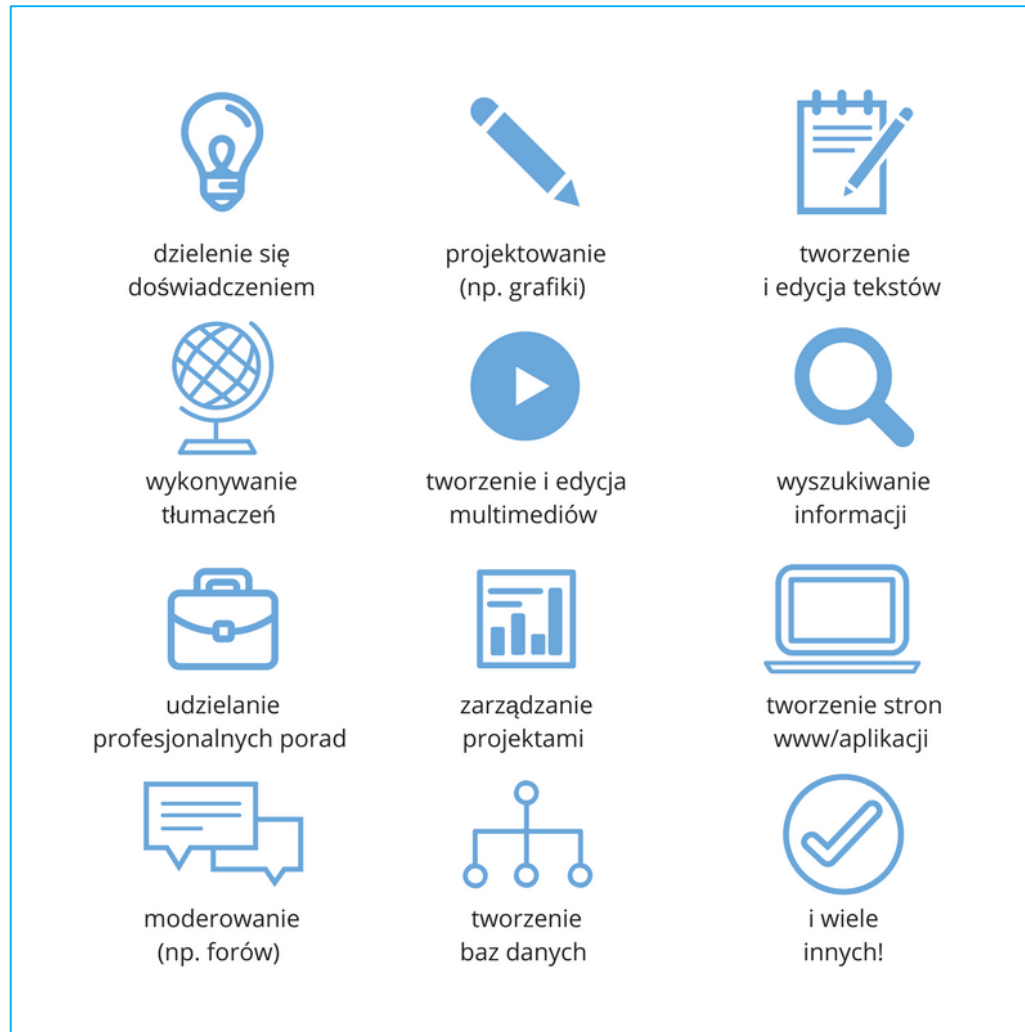 dzielenie się
doświadczeniem
projektowanie
(np. grafiki)
tworzenie
i edycja tekstów
wykonywanie
tłumaczeń
tworzenie i edycja
multimediów
wyszukiwanie
informacji
udzielanie
profesjonalnych porad
zarządzanie
projektami
tworzenie stron
www/aplikacji
moderowanie
(np. forów)
tworzenie
baz danych
i wiele
innych!